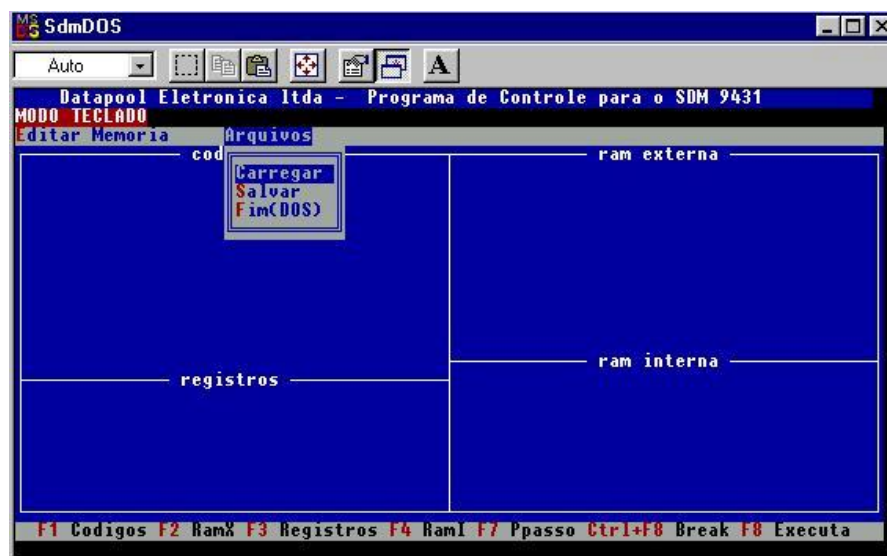 SdmDOS
Auto
A
Datapool Eletronica ltda - Programa de Controle para o SDM 9431
MODO TECLADO
Editar Memoria Arquivos
cod
ram externa
Carregar
Salvar
Fim(DOS)
registros
ram interna
F1 Codigos F2 RamX F3 Registros F4 RamI F7 Ppasso Ctrl+F8 Break F8 Executa